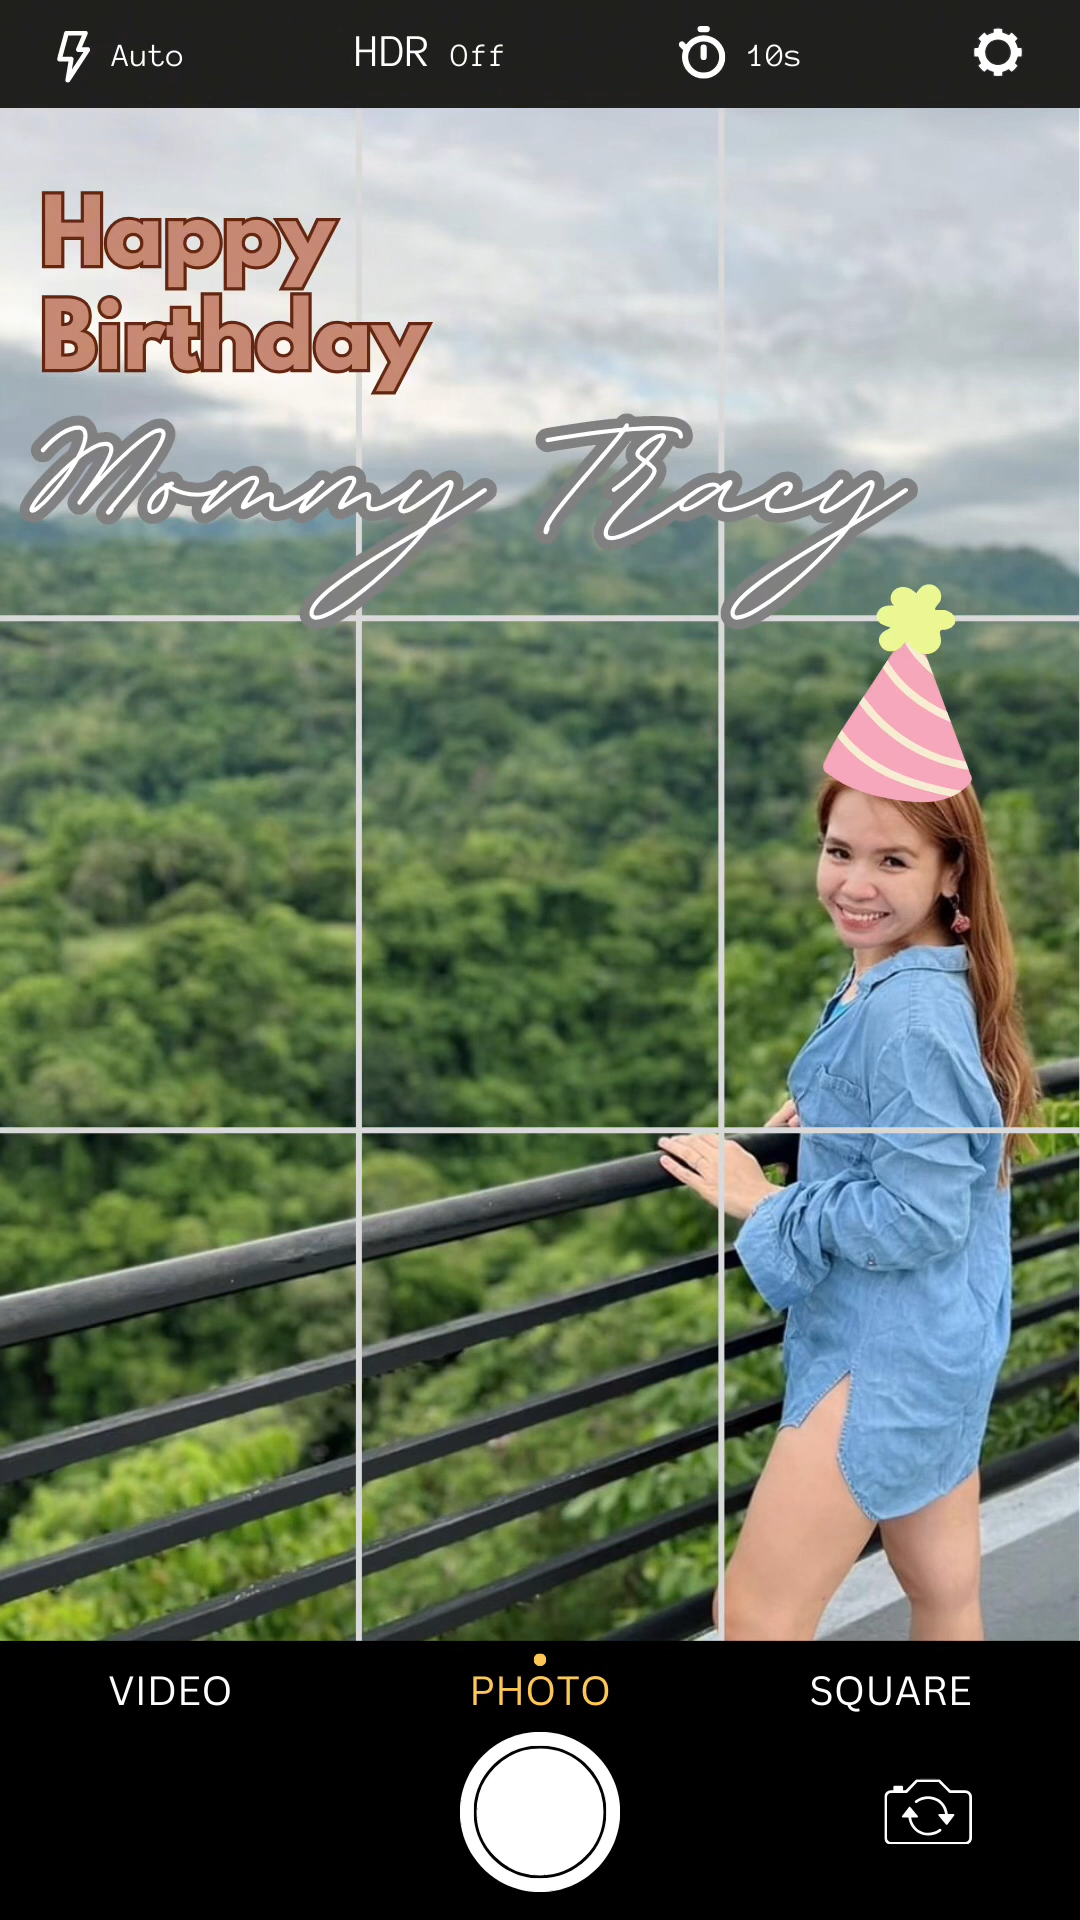 Auto HDR Off 10s
Happy
Birthday
Mommy Tracy
VIDEO PHOTO SQUARE